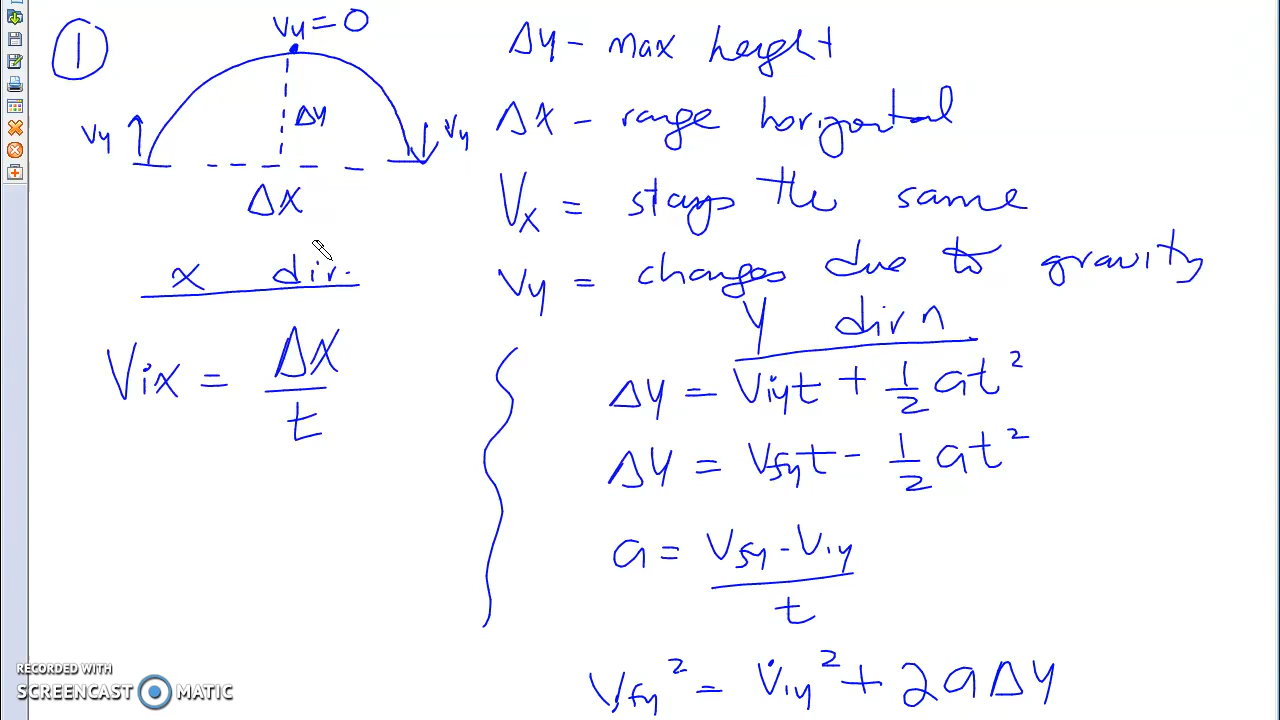 ①
Vy = 0
Vy
Δy
Vy
Δx
Δy - max height
Δx - range horizontal
Vx = stays the same
Vy = changes due to gravity
x dir.
Vix = Δx / t
y dirn
Δy = Viyt + 1/2 at²
Δy = Vfyt - 1/2 at²
a = Vfy - Viy / t
Vfy² = Viy² + 2aΔy
RECORDED WITH
SCREENCAST MATIC